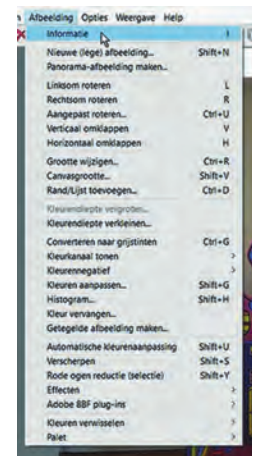 Afbeelding Opties Weergave Help
Informatie I
Nieuwe (lege) afbeelding... Shift+N
Panorama-afbeelding maken...
Linksom roteren L
Rechtsom roteren R
Aangepast roteren... Ctrl+U
Verticaal omklappen V
Horizontaal omklappen H
Grootte wijzigen... Ctrl+R
Canvasgrootte... Shift+V
Rand/Lijst toevoegen... Ctrl+D
Kleurendiepte vergroten...
Kleurendiepte verkleinen...
Converteren naar grijstinten Ctrl+G
Kleurkanaal tonen
Kleurennegatief
Kleuren aanpassen... Shift+G
Histogram... Shift+H
Kleur vervangen...
Getegelde afbeelding maken...
Automatische kleurenaanpassing Shift+U
Verscherpen Shift+S
Rode ogen reductie (selectie) Shift+Y
Effecten
Adobe 8BF plug-ins
Kleuren verwisselen
Palet